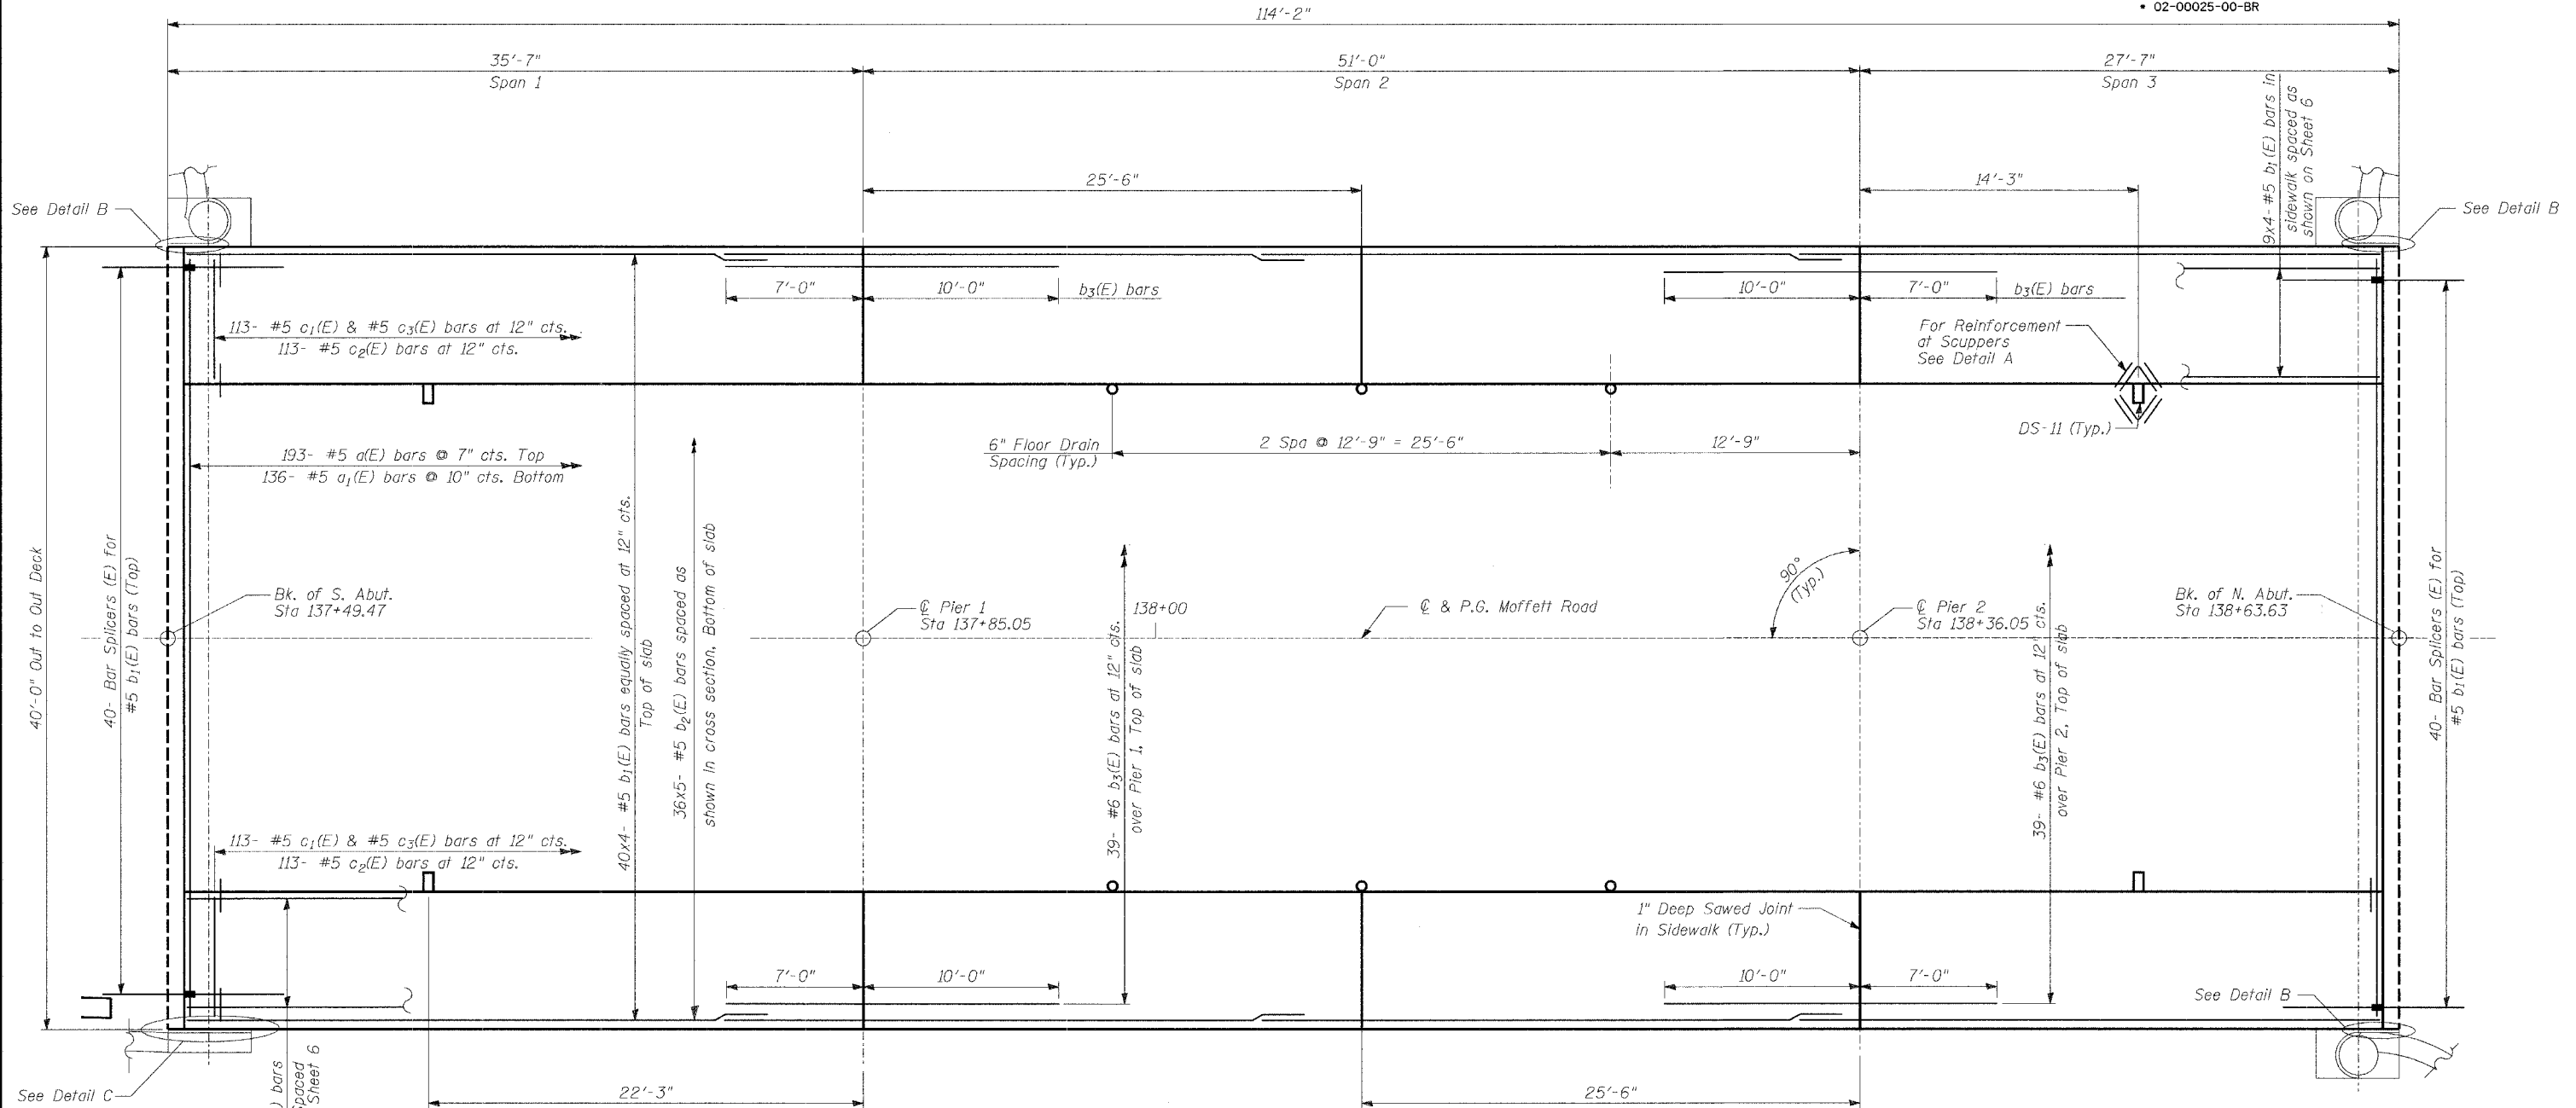 * 02-00025-00-BR
114'-2"
35'-7"
Span 1
51'-0"
Span 2
27'-7"
Span 3
9x4- #5 b1(E) bars in
sidewalk spaced as
shown on Sheet 6
25'-6"
14'-3"
See Detail B
See Detail B
7'-0"
10'-0"
b3(E) bars
10'-0"
7'-0"
b3(E) bars
113- #5 c1(E) & #5 c3(E) bars at 12" cts.
113- #5 c2(E) bars at 12" cts.
For Reinforcement
at Scuppers
See Detail A
DS-11 (Typ.)
193- #5 a(E) bars @ 7" cts. Top
136- #5 a1(E) bars @ 10" cts. Bottom
6" Floor Drain
Spacing (Typ.)
2 Spa @ 12'-9" = 25'-6"
12'-9"
40'-0" Out to Out Deck
40- Bar Splicers (E) for
#5 b1(E) bars (Top)
Bk. of S. Abut.
Sta 137+49.47
40x4- #5 b1(E) bars equally spaced at 12" cts.
Top of slab
36x5- #5 b2(E) bars spaced as
shown in cross section, Bottom of slab
℄ Pier 1
Sta 137+85.05
138+00
39- #6 b3(E) bars at 12" cts.
over Pier 1, Top of slab
℄ & P.G. Moffett Road
90°
(Typ.)
℄ Pier 2
Sta 138+36.05
39- #6 b3(E) bars at 12" cts.
over Pier 2, Top of slab
Bk. of N. Abut.
Sta 138+63.63
40- Bar Splicers (E) for
#5 b1(E) bars (Top)
113- #5 c1(E) & #5 c3(E) bars at 12" cts.
113- #5 c2(E) bars at 12" cts.
1" Deep Sawed Joint
in Sidewalk (Typ.)
7'-0"
10'-0"
10'-0"
7'-0"
See Detail B
See Detail C
) bars
paced
Sheet 6
22'-3"
25'-6"